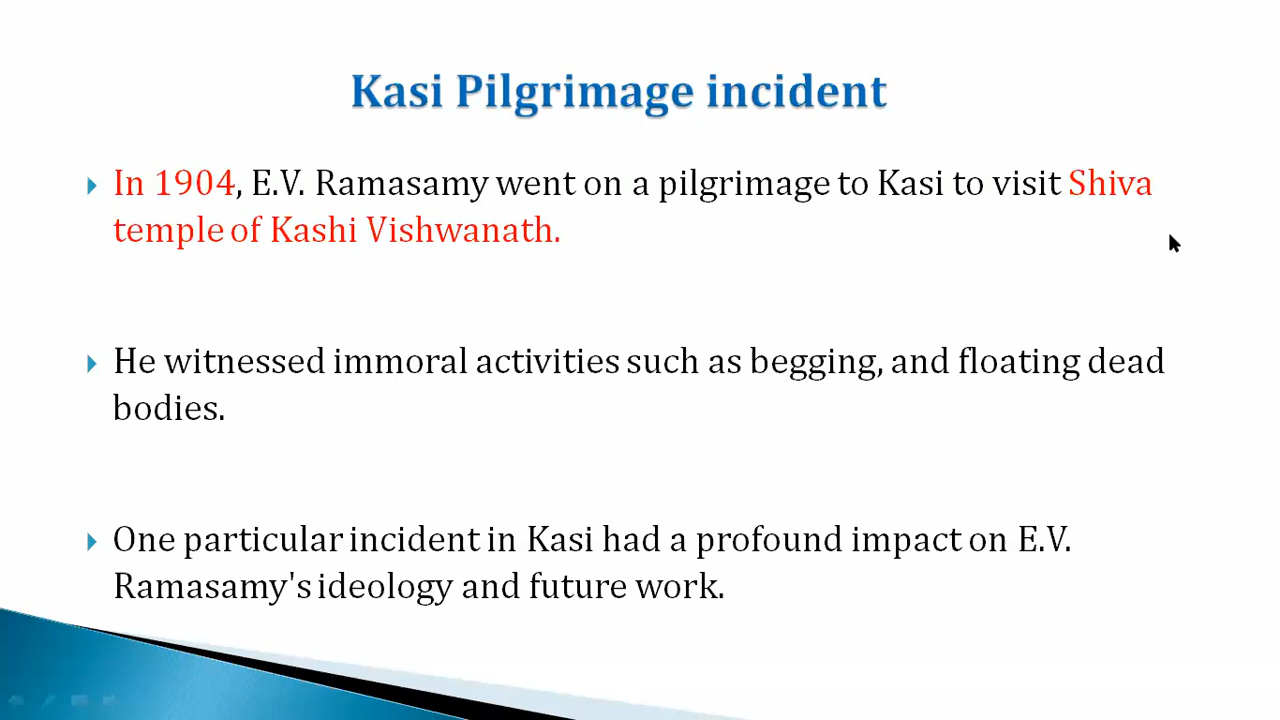 Kasi Pilgrimage incident
In 1904, E.V. Ramasamy went on a pilgrimage to Kasi to visit Shiva
temple of Kashi Vishwanath.
He witnessed immoral activities such as begging, and floating dead
bodies.
One particular incident in Kasi had a profound impact on E.V.
Ramasamy's ideology and future work.